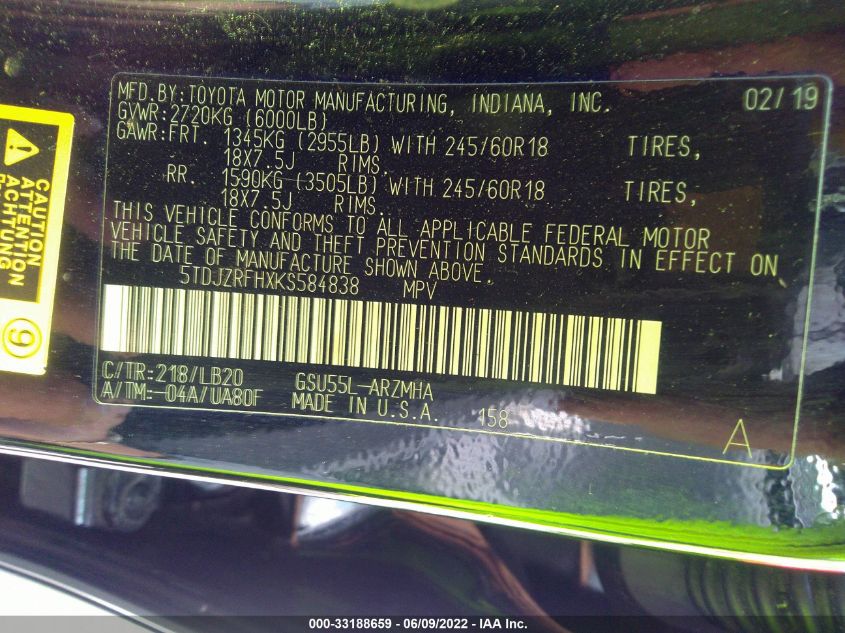 MFD.BY:TOYOTA MOTOR MANUFACTURING, INDIANA, INC. 02/19
GVWR:2720KG (6000LB)
GAWR:FRT. 1345KG (2955LB) WITH 245/60R18 TIRES,
18X7.5J RIMS.
RR. 1590KG (3505LB) WITH 245/60R18 TIRES,
18X7.5J RIMS.
THIS VEHICLE CONFORMS TO ALL APPLICABLE FEDERAL MOTOR
VEHICLE SAFETY AND THEFT PREVENTION STANDARDS IN EFFECT ON
THE DATE OF MANUFACTURE SHOWN ABOVE.
5TDJZRFHXKS584838 MPV
C/TR:218/LB20 GSU55L-ARZMHA
A/TM:-04A/UA80F MADE IN U.S.A. 158
A
CAUTION
ATTENTION
ACHTUNG
9
000-33188659 - 06/09/2022 - IAA Inc.